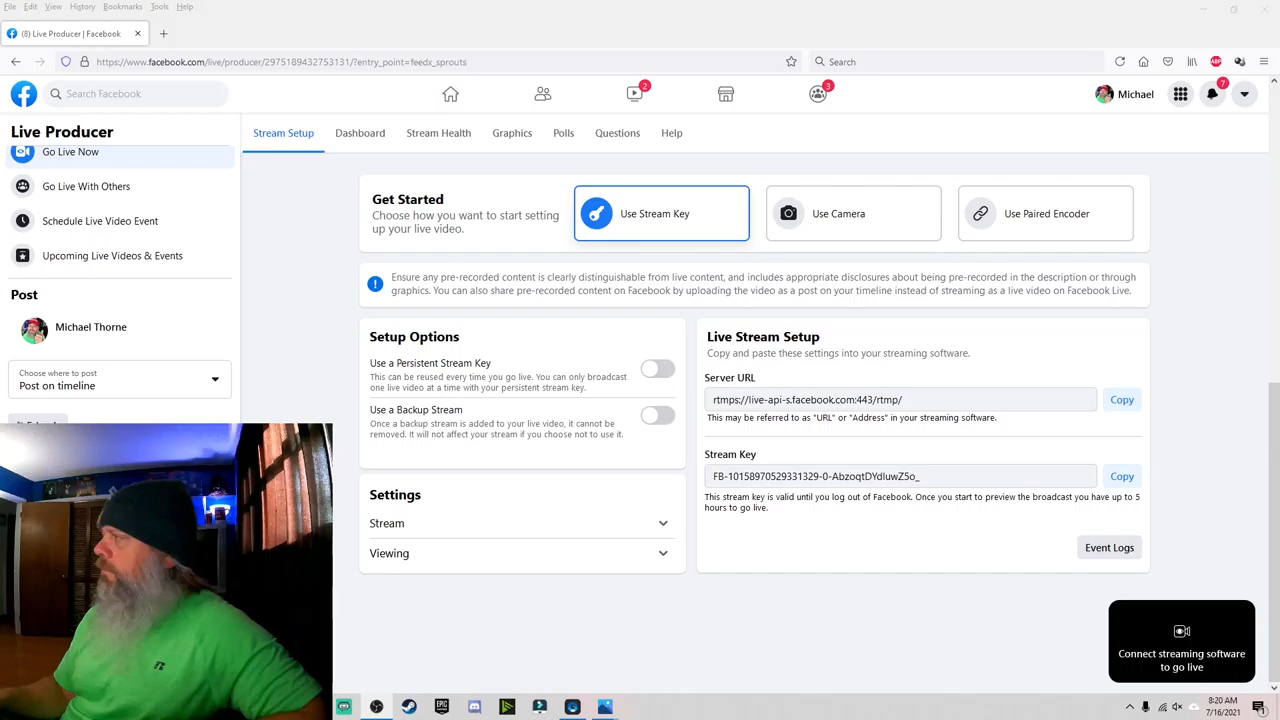 File Edit View History Bookmarks Tools Help
(8) Live Producer | Facebook
https://www.facebook.com/live/producer/2975189432753131/?entry_point=feedx_sprouts
Search
ABP
Search Facebook
2
3
Michael
7
Live Producer
Go Live Now
Go Live With Others
Schedule Live Video Event
Upcoming Live Videos & Events
Post
Michael Thorne
Choose where to post
Post on timeline
Stream Setup Dashboard Stream Health Graphics Polls Questions Help
Get Started
Choose how you want to start setting
up your live video.
Use Stream Key
Use Camera
Use Paired Encoder
Ensure any pre-recorded content is clearly distinguishable from live content, and includes appropriate disclosures about being pre-recorded in the description or through
graphics. You can also share pre-recorded content on Facebook by uploading the video as a post on your timeline instead of streaming as a live video on Facebook Live.
Setup Options
Use a Persistent Stream Key
This can be reused every time you go live. You can only broadcast
one live video at a time with your persistent stream key.
Use a Backup Stream
Once a backup stream is added to your live video, it cannot be
removed. It will not affect your stream if you choose not to use it.
Settings
Stream
Viewing
Live Stream Setup
Copy and paste these settings into your streaming software.
Server URL
rtmps://live-api-s.facebook.com:443/rtmp/
Copy
This may be referred to as "URL" or "Address" in your streaming software.
Stream Key
FB-10158970529331329-0-AbzoqtDYdluwZ5o_
Copy
This stream key is valid until you log out of Facebook. Once you start to preview the broadcast you have up to 5
hours to go live.
Event Logs
Connect streaming software
to go live
EPIC
8:20 AM
7/16/2021
1